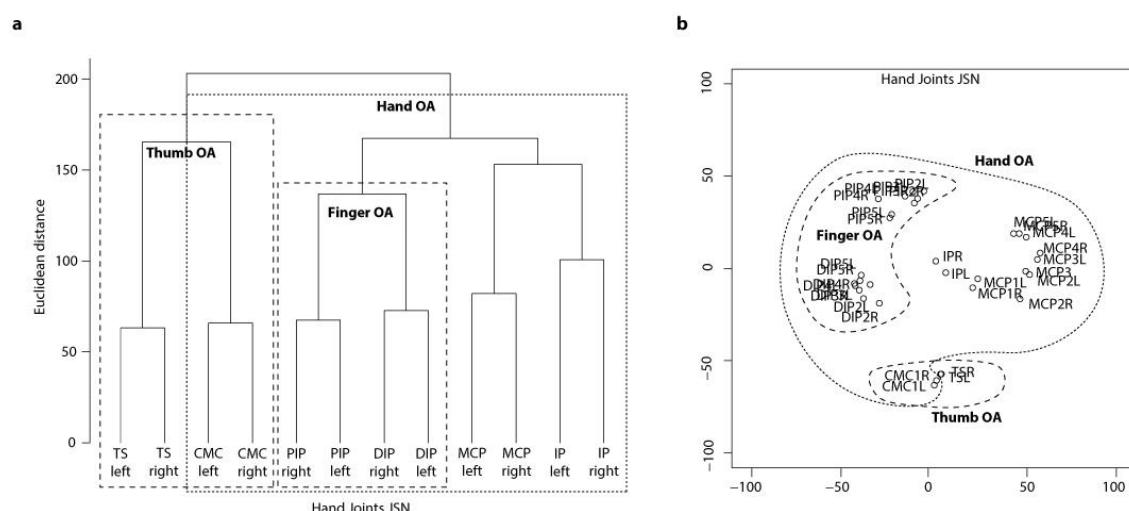 a
200
150
100
50
0
Euclidean distance
Hand OA
Thumb OA
Finger OA
TS left
TS right
CMC left
CMC right
PIP right
PIP left
DIP right
DIP left
MCP left
MCP right
IP left
IP right
Hand Joints JSN
b
Hand Joints JSN
100
50
0
−50
−100
Hand OA
PIP2L
PIP4R
PIP5L
PIP5R
Finger OA
MCP5L
MCP5R
MCP4L
MCP4R
MCP3L
MCP3
MCP2L
MCP2R
IPR
IPL
MCP1L
MCP1R
DIP5L
DIP5R
DIP4R
DIP2L
DIP2R
CMC1R
CMC1L
TSR
TSL
Thumb OA
−100
−50
0
50
100